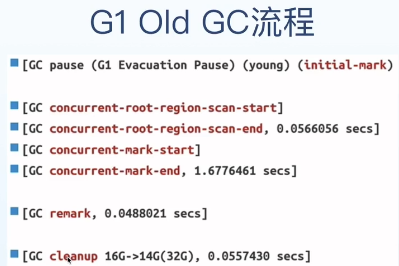 G1 Old GC流程
[GC pause (G1 Evacuation Pause) (young) (initial-mark)
[GC concurrent-root-region-scan-start]
[GC concurrent-root-region-scan-end, 0.0566056 secs]
[GC concurrent-mark-start]
[GC concurrent-mark-end, 1.6776461 secs]
[GC remark, 0.0488021 secs]
[GC cleanup 16G->14G(32G), 0.0557430 secs]